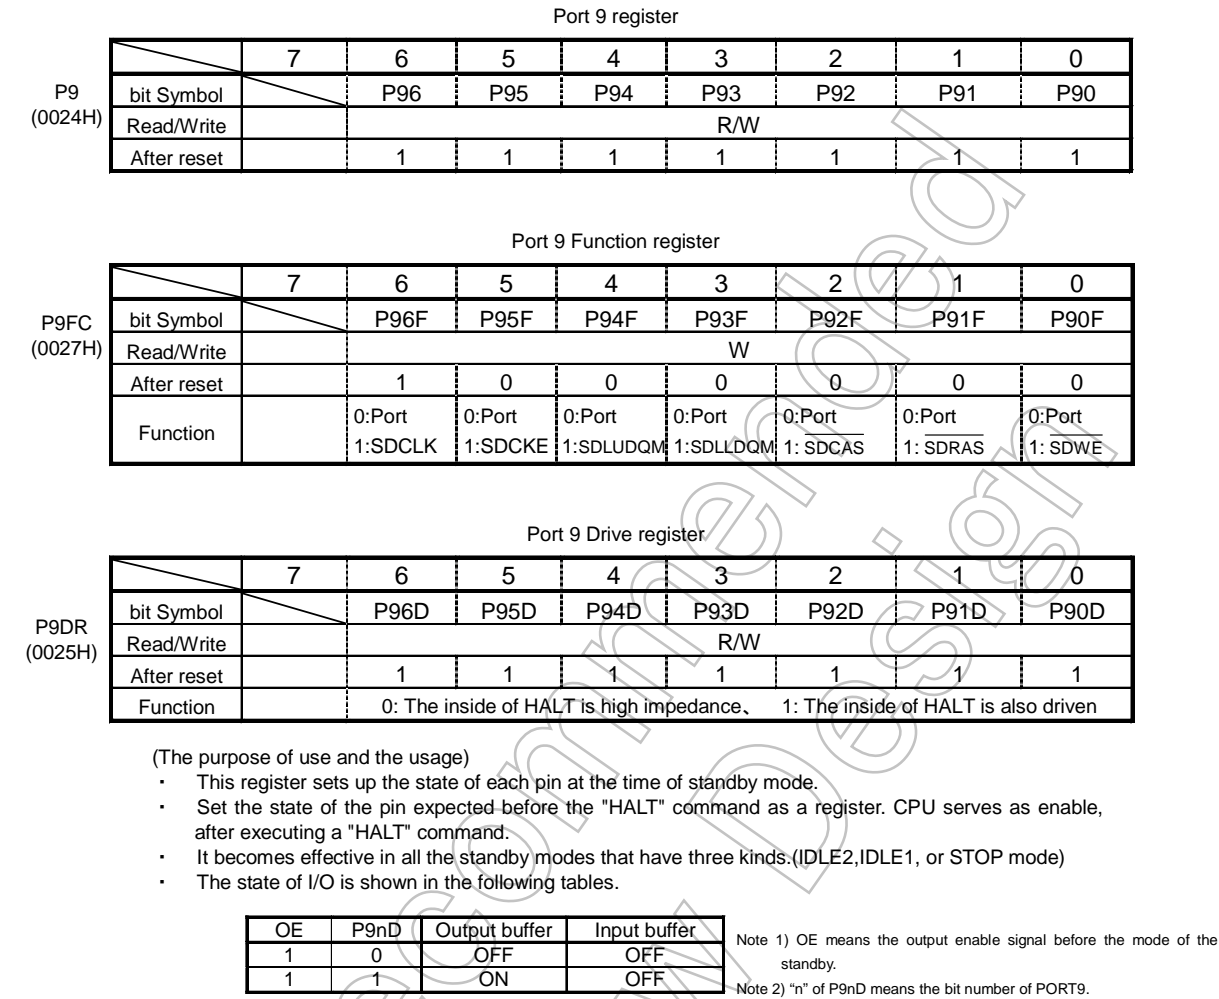 Port 9 register
7 6 5 4 3 2 1 0
P9
(0024H)
bit Symbol P96 P95 P94 P93 P92 P91 P90
Read/Write R/W
After reset 1 1 1 1 1 1 1
Port 9 Function register
7 6 5 4 3 2 1 0
P9FC
(0027H)
bit Symbol P96F P95F P94F P93F P92F P91F P90F
Read/Write W
After reset 1 0 0 0 0 0 0
Function 0:Port 0:Port 0:Port 0:Port 0:Port 0:Port 0:Port
1:SDCLK 1:SDCKE 1:SDLUDQM 1:SDLLDQM 1: SDCAS 1: SDRAS 1: SDWE
Port 9 Drive register
7 6 5 4 3 2 1 0
P9DR
(0025H)
bit Symbol P96D P95D P94D P93D P92D P91D P90D
Read/Write R/W
After reset 1 1 1 1 1 1 1
Function 0: The inside of HALT is high impedance、 1: The inside of HALT is also driven
(The purpose of use and the usage)
・ This register sets up the state of each pin at the time of standby mode.
・ Set the state of the pin expected before the "HALT" command as a register. CPU serves as enable,
after executing a "HALT" command.
・ It becomes effective in all the standby modes that have three kinds.(IDLE2,IDLE1, or STOP mode)
・ The state of I/O is shown in the following tables.
OE P9nD Output buffer Input buffer
1 0 OFF OFF
1 1 ON OFF
Note 1) OE means the output enable signal before the mode of the
standby.
Note 2) “n” of P9nD means the bit number of PORT9.
ecommended
w Design